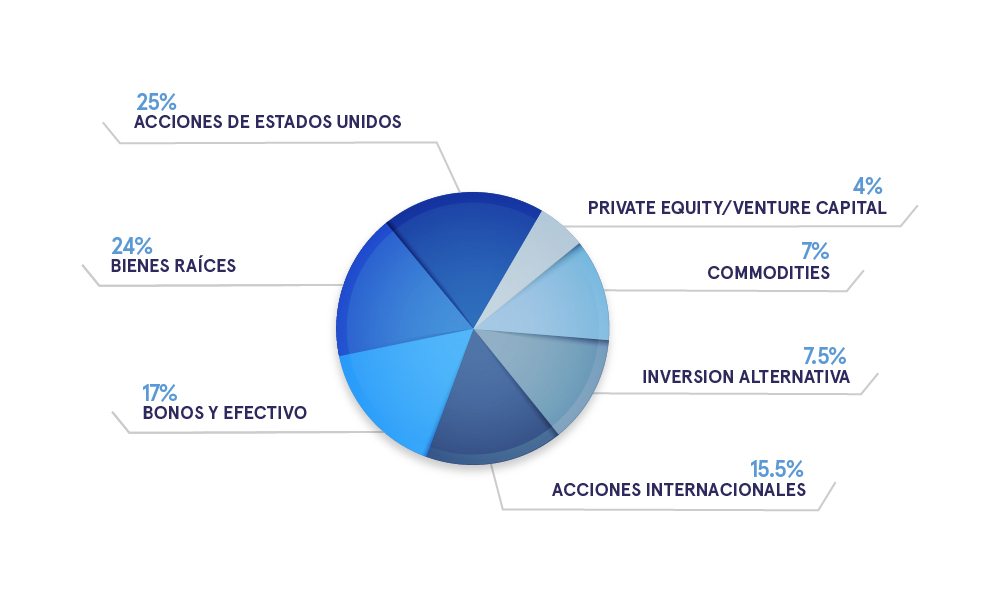 25%
ACCIONES DE ESTADOS UNIDOS
4%
PRIVATE EQUITY/VENTURE CAPITAL
24%
BIENES RAÍCES
7%
COMMODITIES
7.5%
INVERSION ALTERNATIVA
17%
BONOS Y EFECTIVO
15.5%
ACCIONES INTERNACIONALES